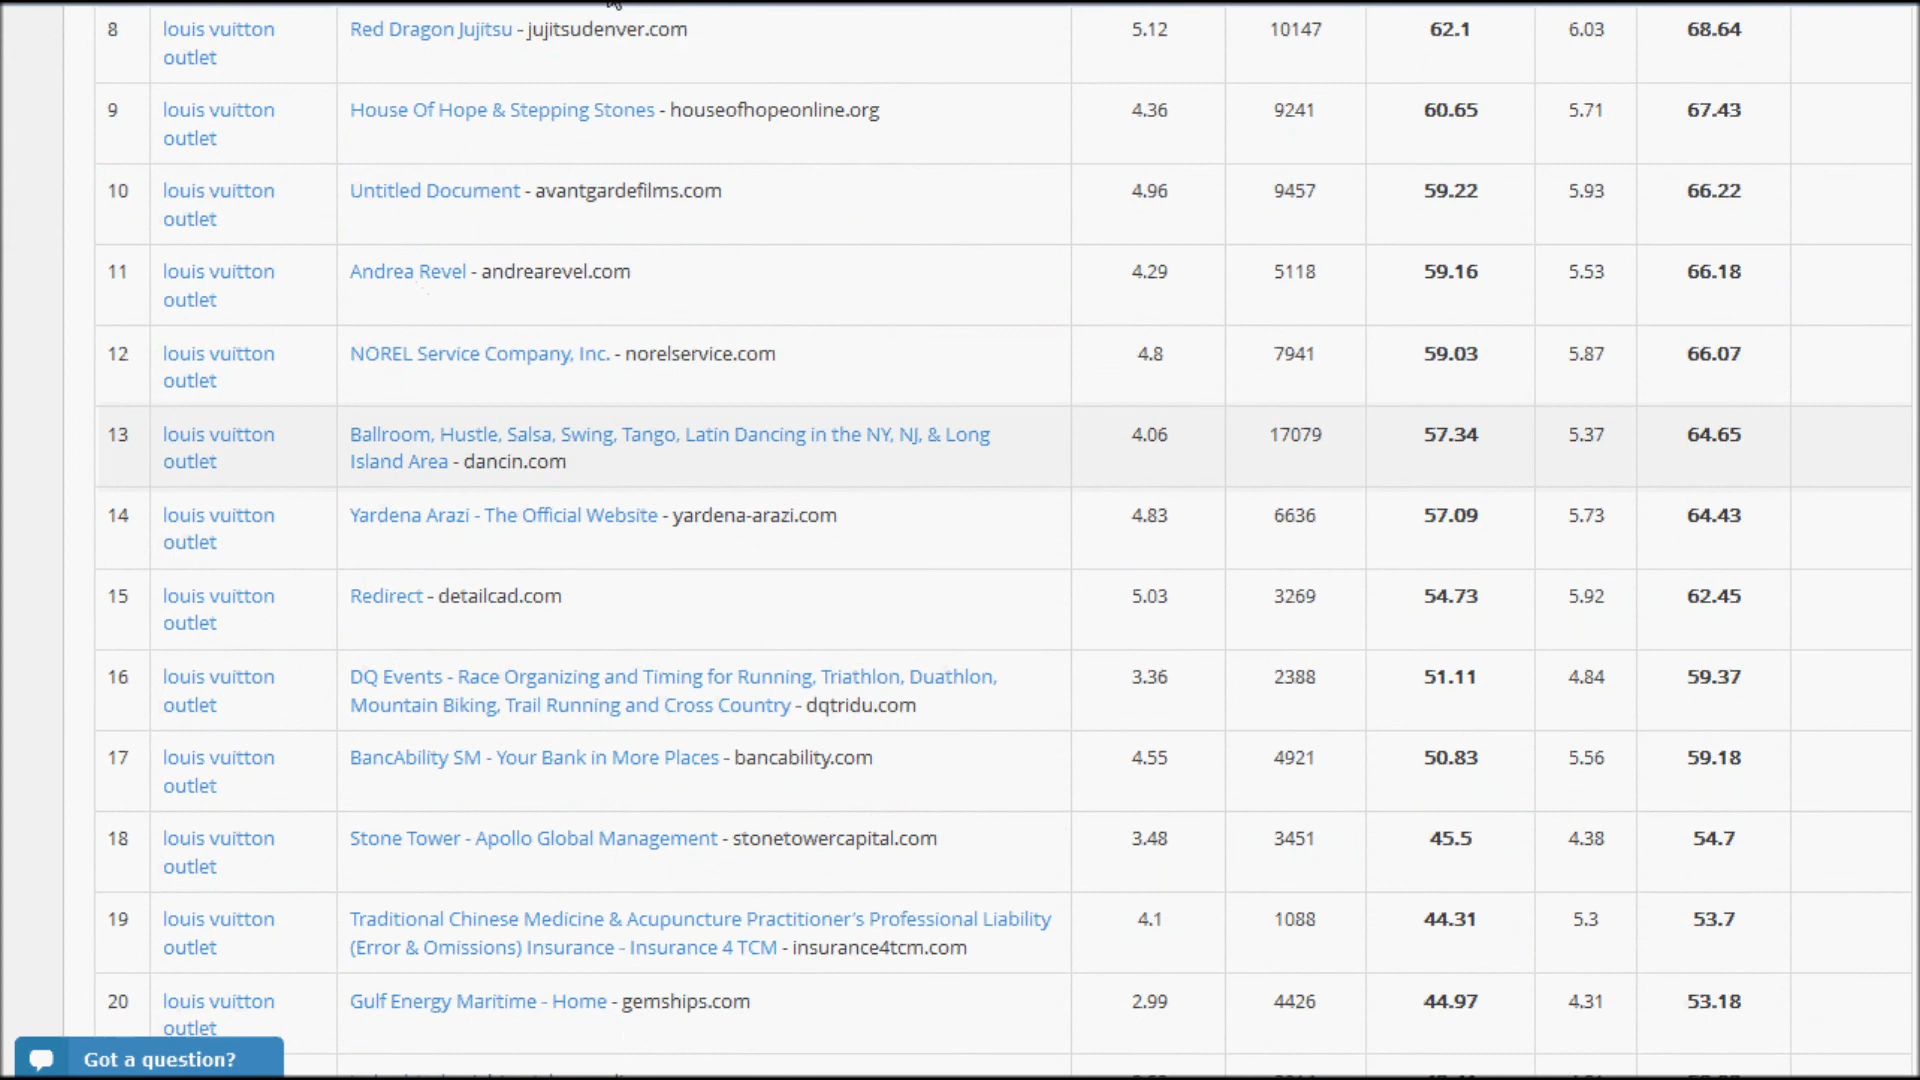 8 louis vuitton Red Dragon Jujitsu - jujitsudenver.com 5.12 10147 62.1 6.03 68.64
outlet
9 louis vuitton House Of Hope & Stepping Stones - houseofhopeonline.org 4.36 9241 60.65 5.71 67.43
outlet
10 louis vuitton Untitled Document - avantgardefilms.com 4.96 9457 59.22 5.93 66.22
outlet
11 louis vuitton Andrea Revel - andrearevel.com 4.29 5118 59.16 5.53 66.18
outlet
12 louis vuitton NOREL Service Company, Inc. - norelservice.com 4.8 7941 59.03 5.87 66.07
outlet
13 louis vuitton Ballroom, Hustle, Salsa, Swing, Tango, Latin Dancing in the NY, NJ, & Long 4.06 17079 57.34 5.37 64.65
outlet Island Area - dancin.com
14 louis vuitton Yardena Arazi - The Official Website - yardena-arazi.com 4.83 6636 57.09 5.73 64.43
outlet
15 louis vuitton Redirect - detailcad.com 5.03 3269 54.73 5.92 62.45
outlet
16 louis vuitton DQ Events - Race Organizing and Timing for Running, Triathlon, Duathlon, 3.36 2388 51.11 4.84 59.37
outlet Mountain Biking, Trail Running and Cross Country - dqtridu.com
17 louis vuitton BancAbility SM - Your Bank in More Places - bancability.com 4.55 4921 50.83 5.56 59.18
outlet
18 louis vuitton Stone Tower - Apollo Global Management - stonetowercapital.com 3.48 3451 45.5 4.38 54.7
outlet
19 louis vuitton Traditional Chinese Medicine & Acupuncture Practitioner's Professional Liability 4.1 1088 44.31 5.3 53.7
outlet (Error & Omissions) Insurance - Insurance 4 TCM - insurance4tcm.com
20 louis vuitton Gulf Energy Maritime - Home - gemships.com 2.99 4426 44.97 4.31 53.18
outlet
Got a question?